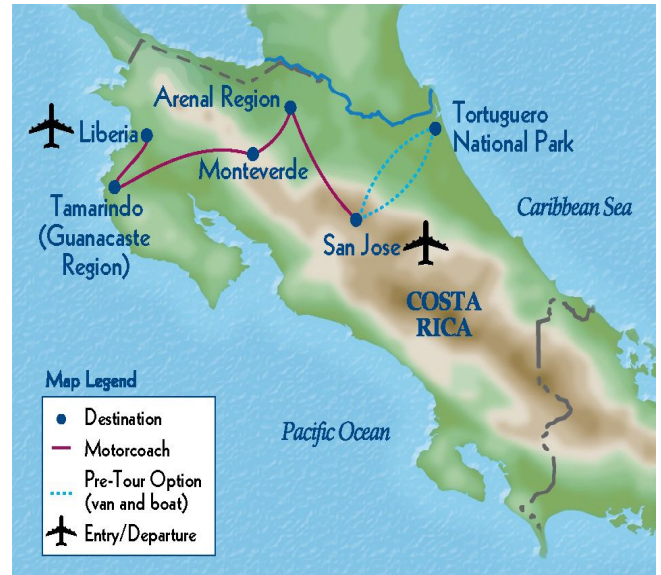 Arenal Region
Liberia
Monteverde
Tamarindo
(Guanacaste
Region)
Tortuguero
National Park
Caribbean Sea
San Jose
COSTA
RICA
Pacific Ocean
Map Legend
Destination
Motorcoach
Pre-Tour Option
(van and boat)
Entry/Departure